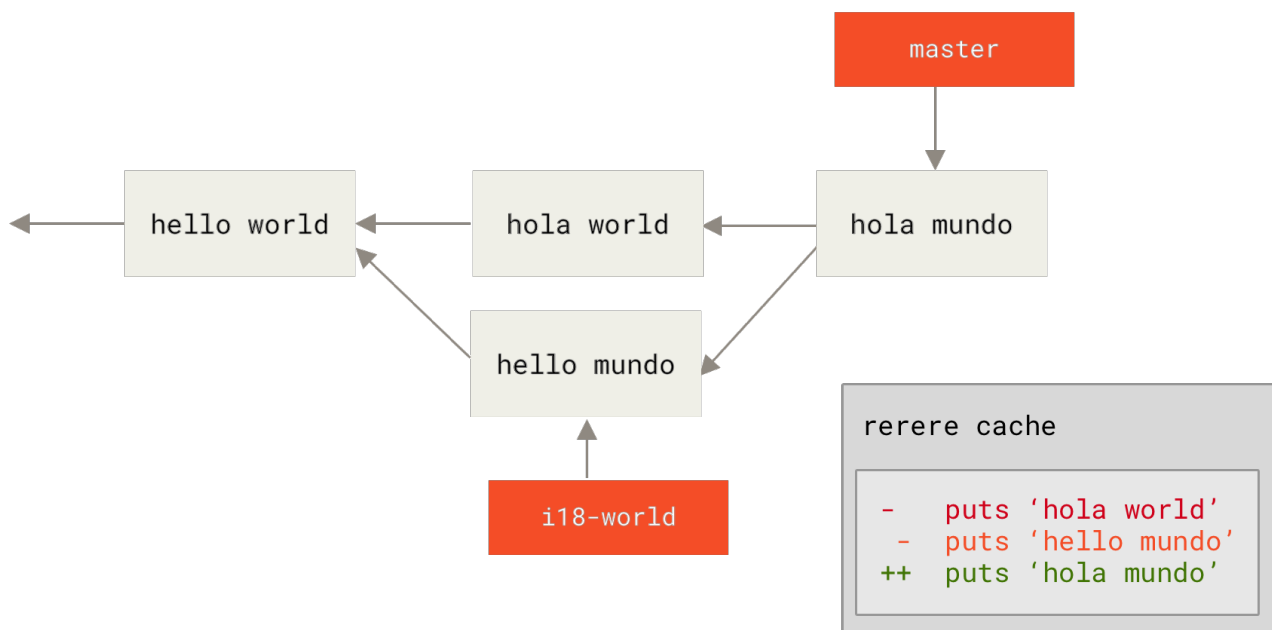 master
hello world
hola world
hola mundo
hello mundo
i18-world
rerere cache
-   puts ‘hola world’
 -  puts ‘hello mundo’
++  puts ‘hola mundo’